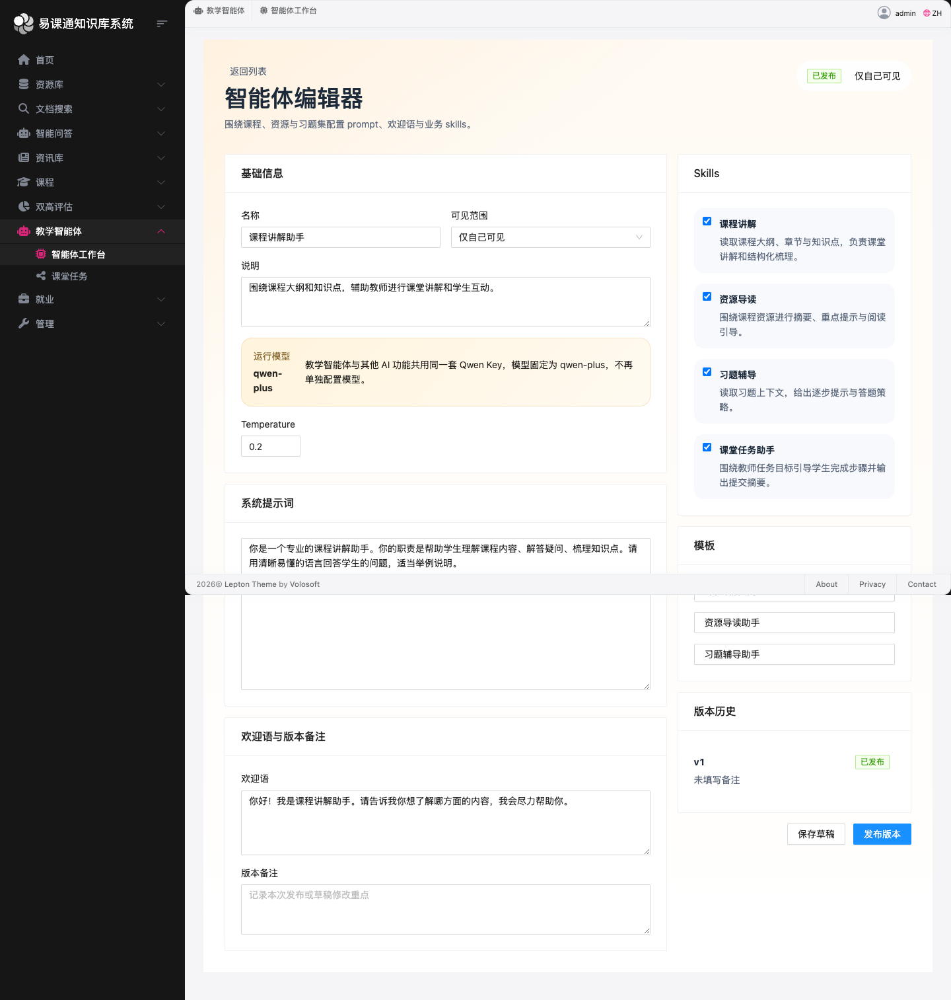 易课通知识库系统
首页
资源库
文档搜索
智能问答
资讯库
课程
双高评估
教学智能体
智能体工作台
课堂任务
就业
管理
教学智能体
智能体工作台
admin
ZH
返回列表
已发布
仅自己可见
智能体编辑器
围绕课程、资源与习题集配置 prompt、欢迎语与业务 skills。
基础信息
名称
可见范围
课程讲解助手
仅自己可见
说明
围绕课程大纲和知识点，辅助教师进行课堂讲解和学生互动。
运行模型
qwen-
plus
教学智能体与其他 AI 功能共用同一套 Qwen Key，模型固定为 qwen-plus，不再
单独配置模型。
Temperature
0.2
系统提示词
你是一个专业的课程讲解助手。你的职责是帮助学生理解课程内容、解答疑问、梳理知识点。请
用清晰易懂的语言回答学生的问题，适当举例说明。
欢迎语与版本备注
欢迎语
你好！我是课程讲解助手。请告诉我你想了解哪方面的内容，我会尽力帮助你。
版本备注
记录本次发布或草稿修改重点
Skills
课程讲解
读取课程大纲、章节与知识点，负责课堂
讲解和结构化梳理。
资源导读
围绕课程资源进行摘要、重点提示与阅读
引导。
习题辅导
读取习题上下文，给出逐步提示与答题策
略。
课堂任务助手
围绕教师任务目标引导学生完成步骤并输
出提交摘要。
模板
资源导读助手
习题辅导助手
版本历史
v1
已发布
未填写备注
保存草稿
发布版本
2026© Lepton Theme by Volosoft
About
Privacy
Contact